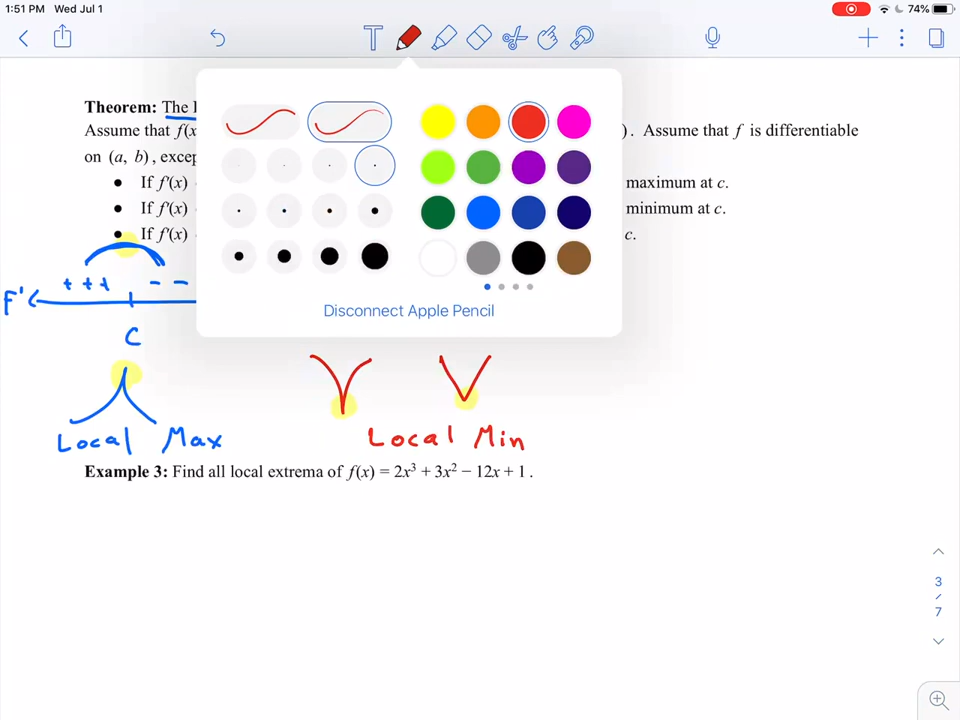 1:51 PM Wed Jul 1
74%
Theorem: The
Assume that f(x ). Assume that f is differentiable
on (a, b), excep
• If f′(x) maximum at c.
• If f′(x) minimum at c.
• If f′(x) c.
+ + + - -
F'
C
Disconnect Apple Pencil
Local Max Local Min
Example 3: Find all local extrema of f(x) = 2x³ + 3x² − 12x + 1.
3
/
7